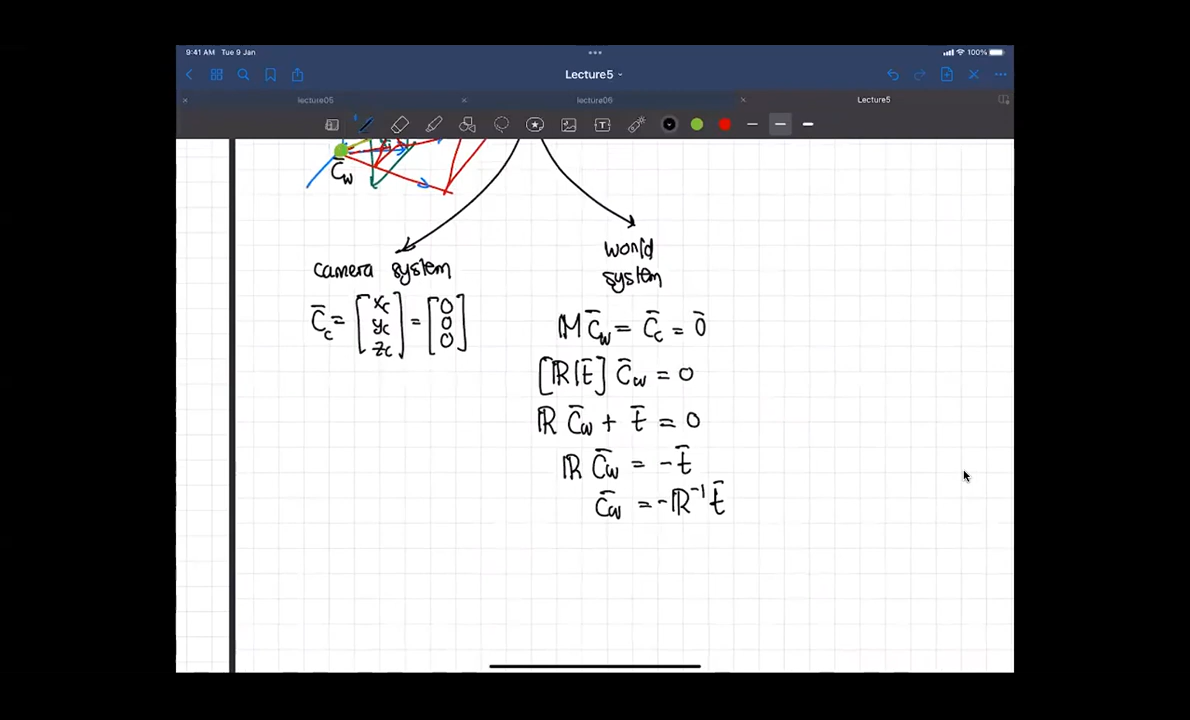 9:41 AM Tue 9 Jan
100%
Lecture5
lecture05
lecture06
Lecture5
C̄w
camera system
C̄c = [xc yc zc] = [0 0 0]
world
system
𝕄 C̄w = C̄c = 0̄
[ℝ|t̄] C̄w = 0
ℝ C̄w + t̄ = 0
ℝ C̄w = -t̄
C̄w = -ℝ⁻¹ t̄